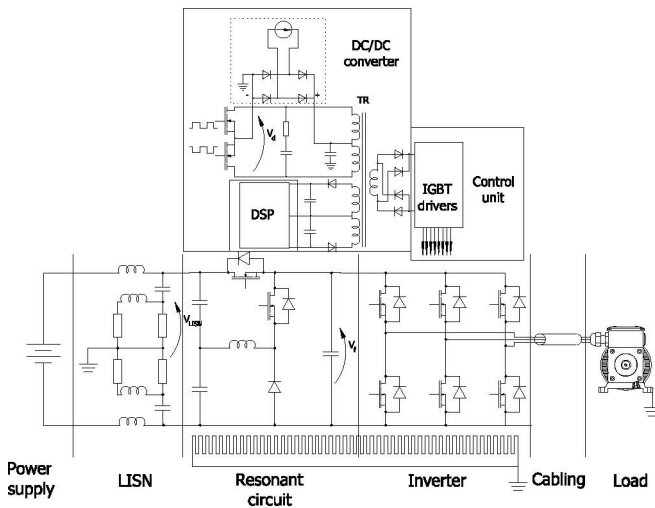 DC/DC
converter
TR
-
+
Vd
DSP
IGBT
drivers
Control
unit
VLISN
Vf
Power
supply
LISN
Resonant
circuit
Inverter
Cabling
Load